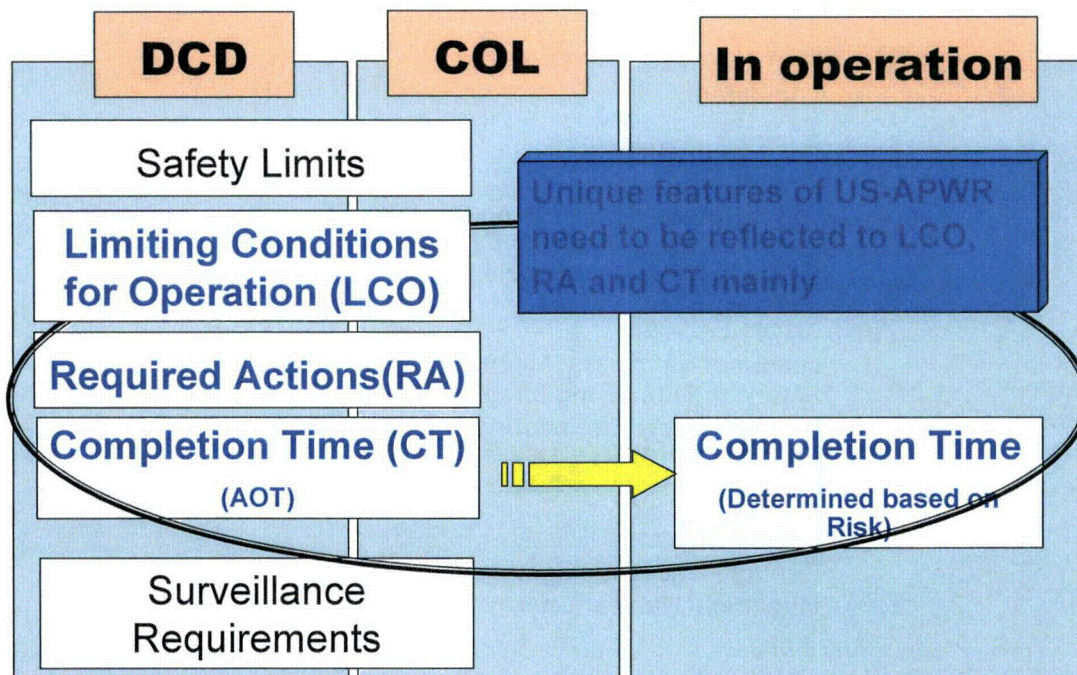 DCD
COL
In operation
Safety Limits
Unique features of US-APWR
need to be reflected to LCO,
RA and CT mainly
Limiting Conditions
for Operation (LCO)
Required Actions(RA)
Completion Time (CT)
(AOT)
Completion Time
(Determined based on
Risk)
Surveillance
Requirements